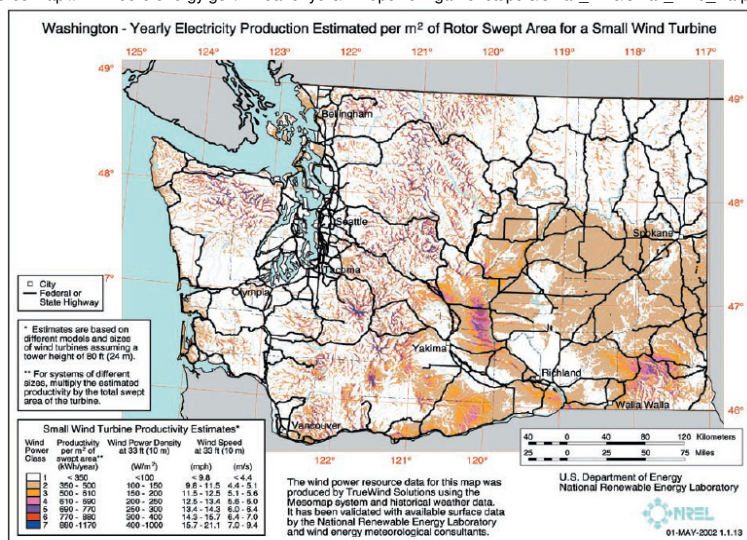 Washington - Yearly Electricity Production Estimated per m² of Rotor Swept Area for a Small Wind Turbine
125° 124° 123° 122° 121° 120° 119° 118° 117°
49° 49°
Bellingham
48° 48°
Seattle
Spokane
Tacoma
47° Olympia 47°
Yakima
Richland
Walla Walla
46° 46°
Vancouver
122° 121° 120°
City
Federal or
State Highway
* Estimates are based on
different models and sizes
of wind turbines assuming a
tower height of 80 ft (24 m).
** For systems of different
sizes, multiply the estimated
productivity by the total swept
area of the turbine.
Small Wind Turbine Productivity Estimates*
Wind Power Class Productivity per m² of swept area** (kWh/year) Wind Power Density at 33 ft (10 m) (W/m²) Wind Speed at 33 ft (10 m) (mph) (m/s)
1 < 350 <100 < 9.8 <4.4
2 350 - 500 100 - 150 9.8 - 11.5 4.4 - 5.1
3 500 - 610 150 - 200 11.5 - 12.5 5.1 - 5.6
4 610 - 690 200 - 250 12.5 - 13.4 5.6 - 6.0
5 690 - 770 250 - 300 13.4 - 14.3 6.0 - 6.4
6 770 - 880 300 - 400 14.3 - 15.7 6.4 - 7.0
7 880 - 1170 400 - 1000 15.7 - 21.1 7.0 - 9.4
The wind power resource data for this map was
produced by TrueWind Solutions using the
Mesomap system and historical weather data.
It has been validated with available surface data
by the National Renewable Energy Laboratory
and wind energy meteorological consultants.
40 0 40 80 120 Kilometers
25 0 25 50 75 Miles
U.S. Department of Energy
National Renewable Energy Laboratory
NREL
01-MAY-2002 1.1.13